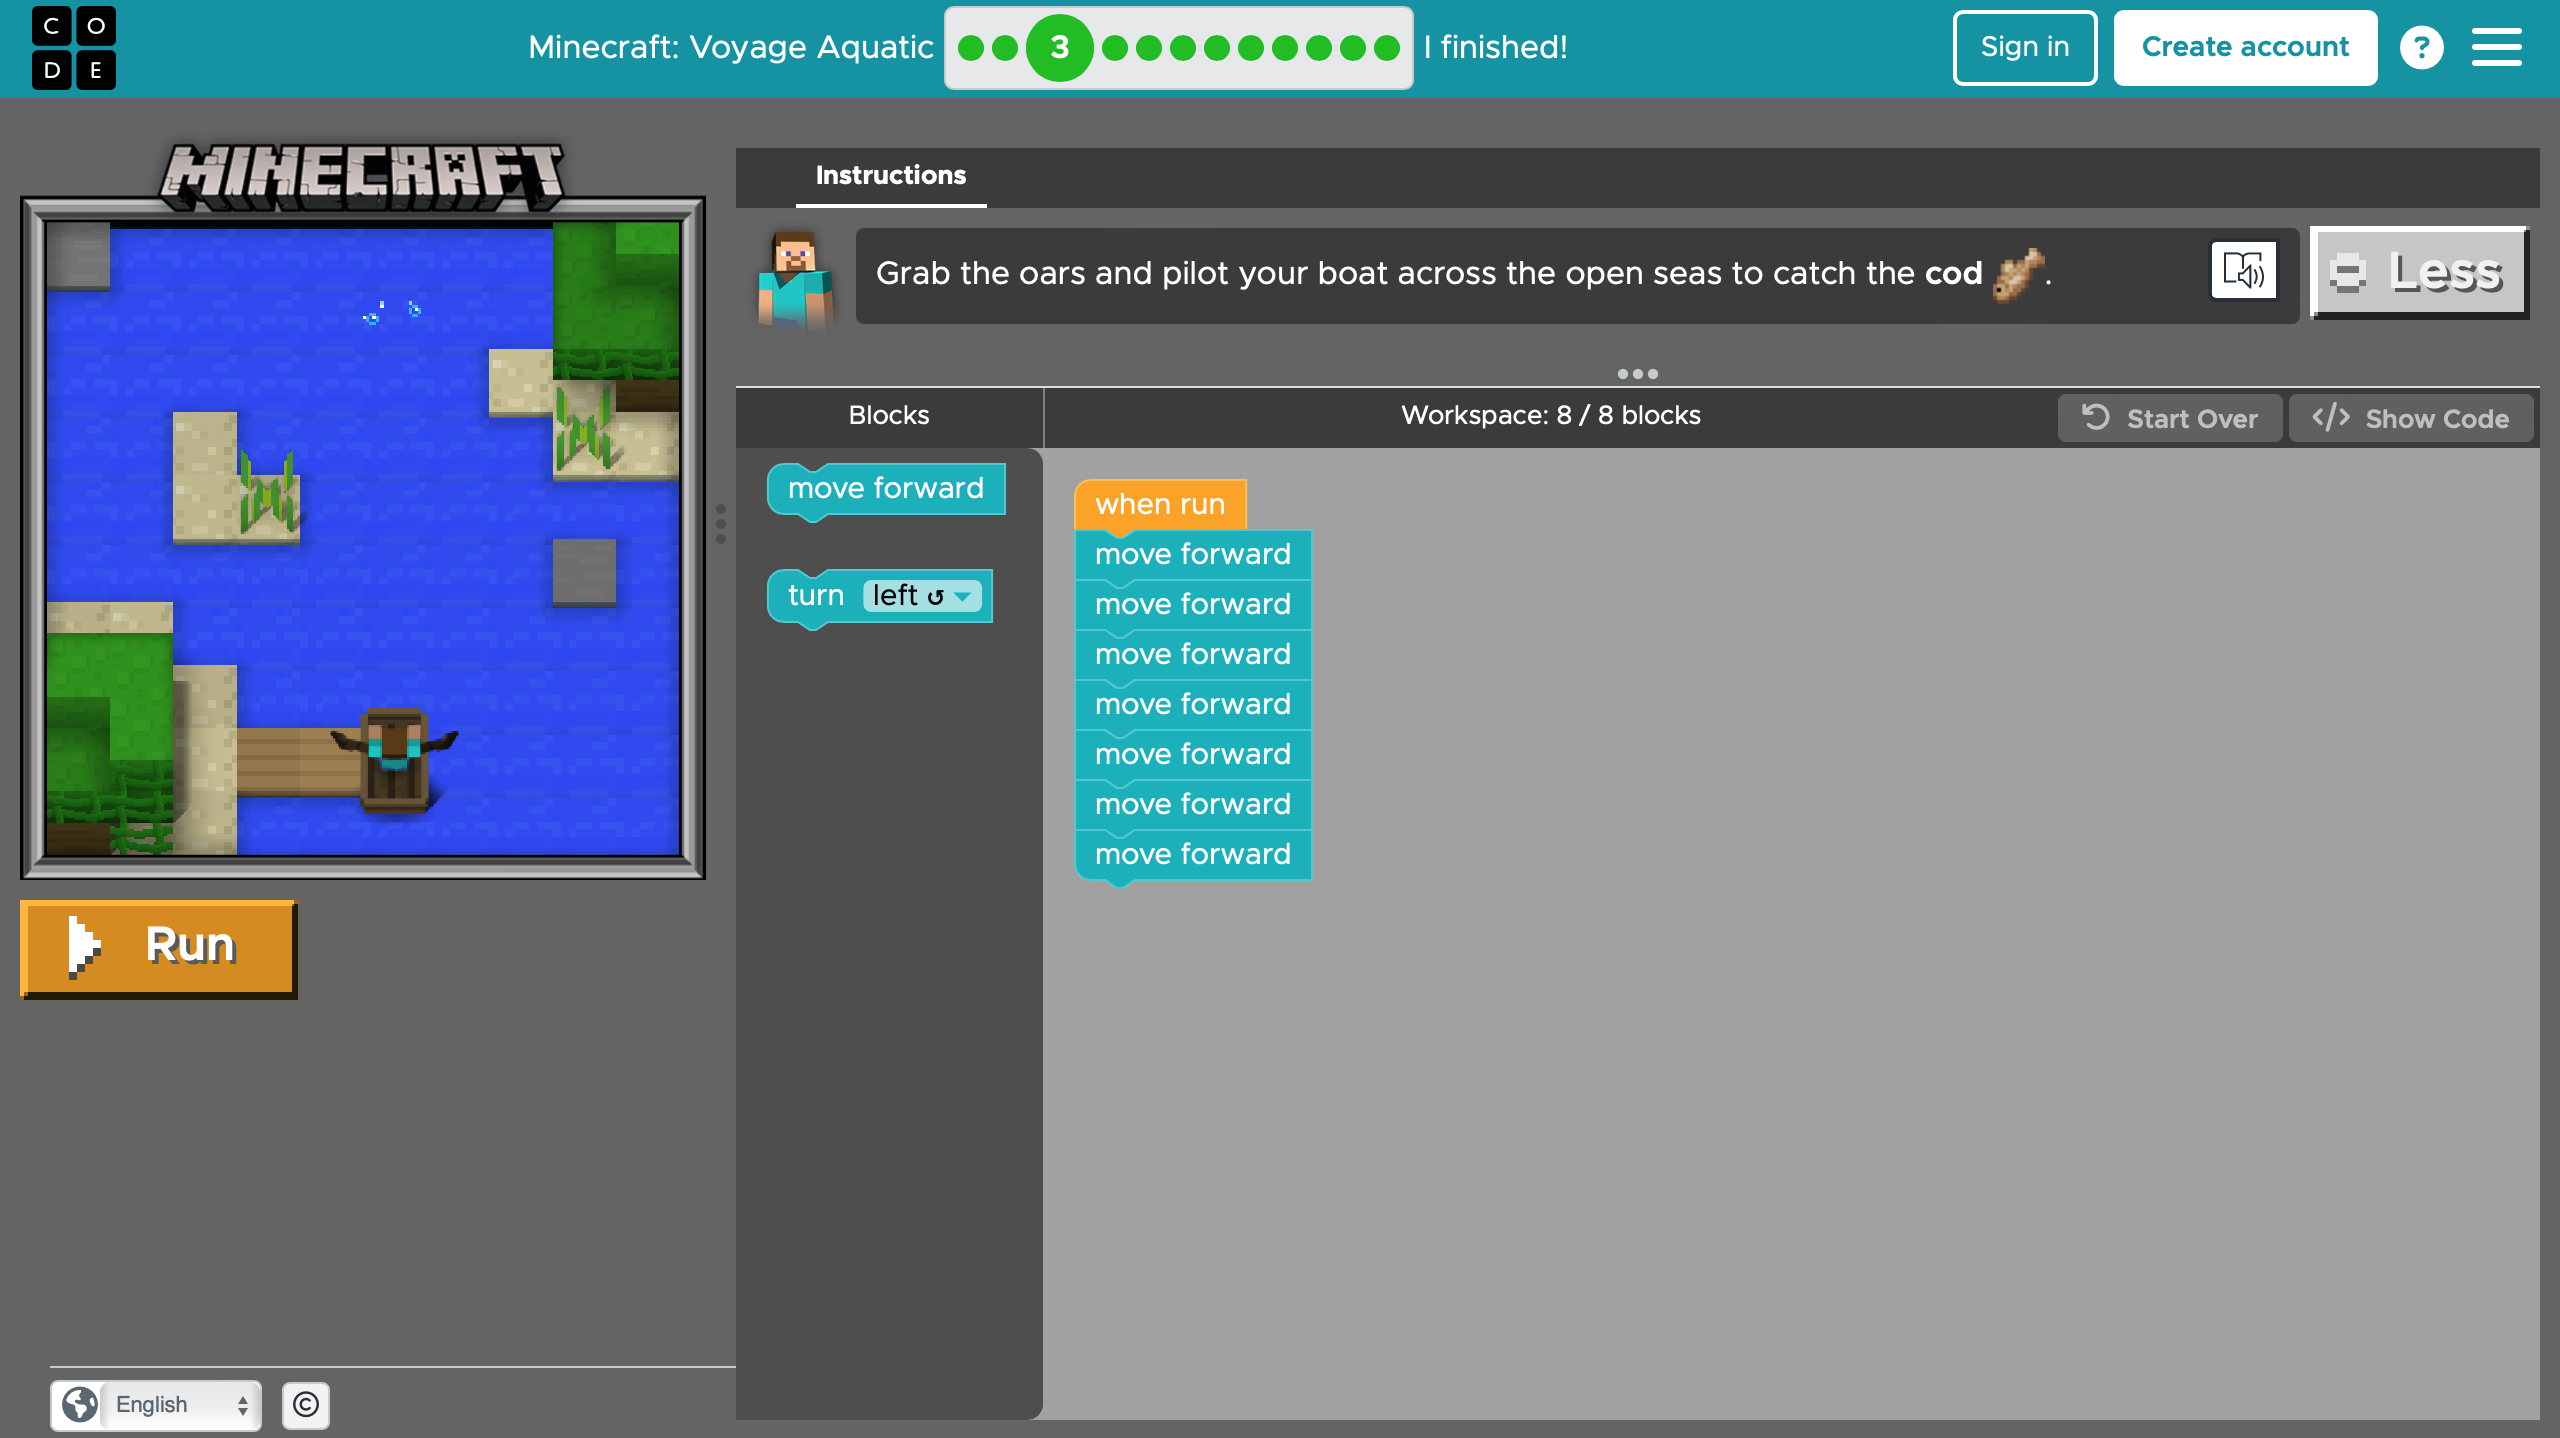 C O
D E
Minecraft: Voyage Aquatic
3
I finished!
Sign in
Create account
?
MINECRAFT
Instructions
Grab the oars and pilot your boat across the open seas to catch the cod .
Less
Blocks
Workspace: 8 / 8 blocks
Start Over
</> Show Code
move forward
turn left ↺
when run
move forward
move forward
move forward
move forward
move forward
move forward
move forward
Run
English
©